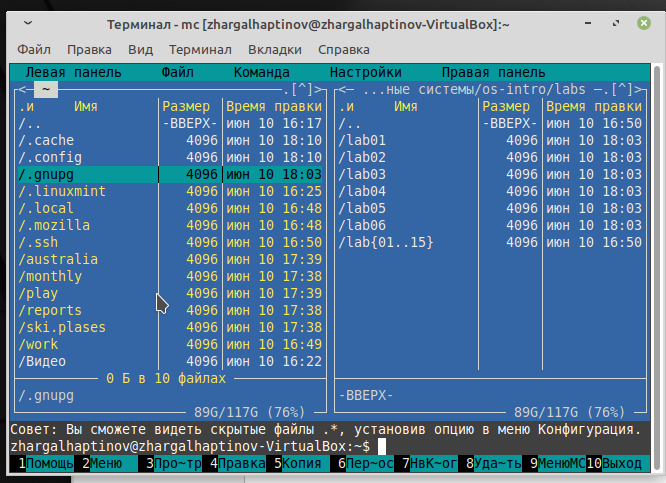 Терминал - mc [zhargalhaptinov@zhargalhaptinov-VirtualBox]:~
Файл Правка Вид Терминал Вкладки Справка
Левая панель Файл Команда Настройки Правая панель
<─ ~ ─.[^]> <─ ...ные системы/os-intro/labs ─.[^]>
.и Имя Размер Время правки .и Имя Размер Время правки
/.. -ВВЕРХ- июн 10 16:17 /.. -ВВЕРХ- июн 10 16:50
/.cache 4096 июн 10 18:10 /lab01 4096 июн 10 18:03
/.config 4096 июн 10 18:10 /lab02 4096 июн 10 18:03
/.gnupg 4096 июн 10 18:03 /lab03 4096 июн 10 18:03
/.linuxmint 4096 июн 10 16:25 /lab04 4096 июн 10 18:03
/.local 4096 июн 10 16:48 /lab05 4096 июн 10 18:03
/.mozilla 4096 июн 10 16:48 /lab06 4096 июн 10 18:03
/.ssh 4096 июн 10 16:50 /lab{01..15} 4096 июн 10 16:50
/australia 4096 июн 10 17:39
/monthly 4096 июн 10 17:38
/play 4096 июн 10 17:39
/reports 4096 июн 10 17:38
/ski.plases 4096 июн 10 17:38
/work 4096 июн 10 16:49
/Видео 4096 июн 10 16:22
0 Б в 10 файлах
/.gnupg -ВВЕРХ-
89G/117G (76%) 89G/117G (76%)
Совет: Вы сможете видеть скрытые файлы .*, установив опцию в меню Конфигурация.
zhargalhaptinov@zhargalhaptinov-VirtualBox:~$
1Помощь 2Меню 3Про~тр 4Правка 5Копия 6Пер~ос 7НвК~ог 8Уда~ть 9МенюМС 10Выход